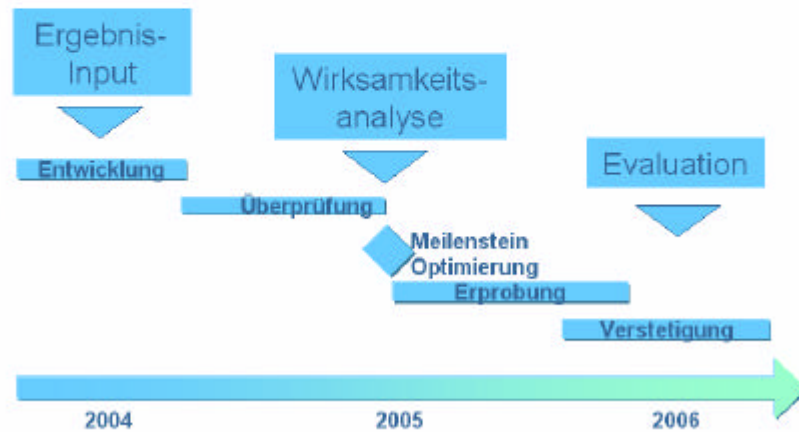 Ergebnis-
Input
Wirksamkeits-
analyse
Evaluation
Entwicklung
Überprüfung
Meilenstein
Optimierung
Erprobung
Verstetigung
2004
2005
2006